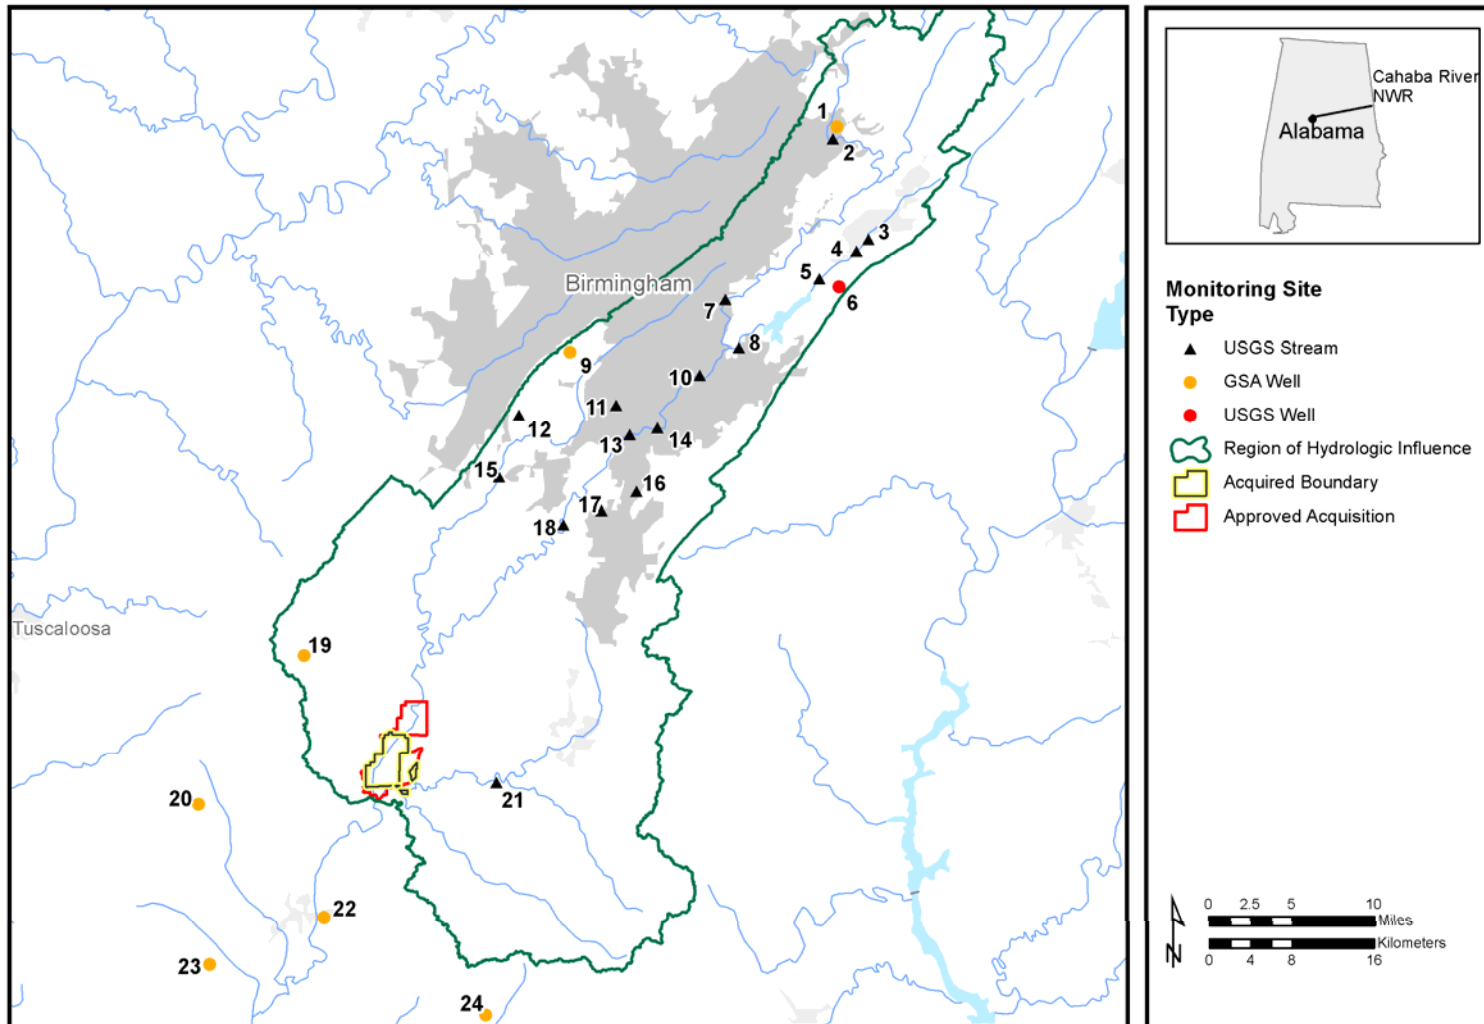 1
2
3
4
5
6
Birmingham
7
8
9
10
11
12
13
14
15
16
17
18
Tuscaloosa
19
20
21
22
23
24
Cahaba River
NWR
Alabama
Monitoring Site
Type
USGS Stream
GSA Well
USGS Well
Region of Hydrologic Influence
Acquired Boundary
Approved Acquisition
N
0 2.5 5 10
Miles
Kilometers
0 4 8 16